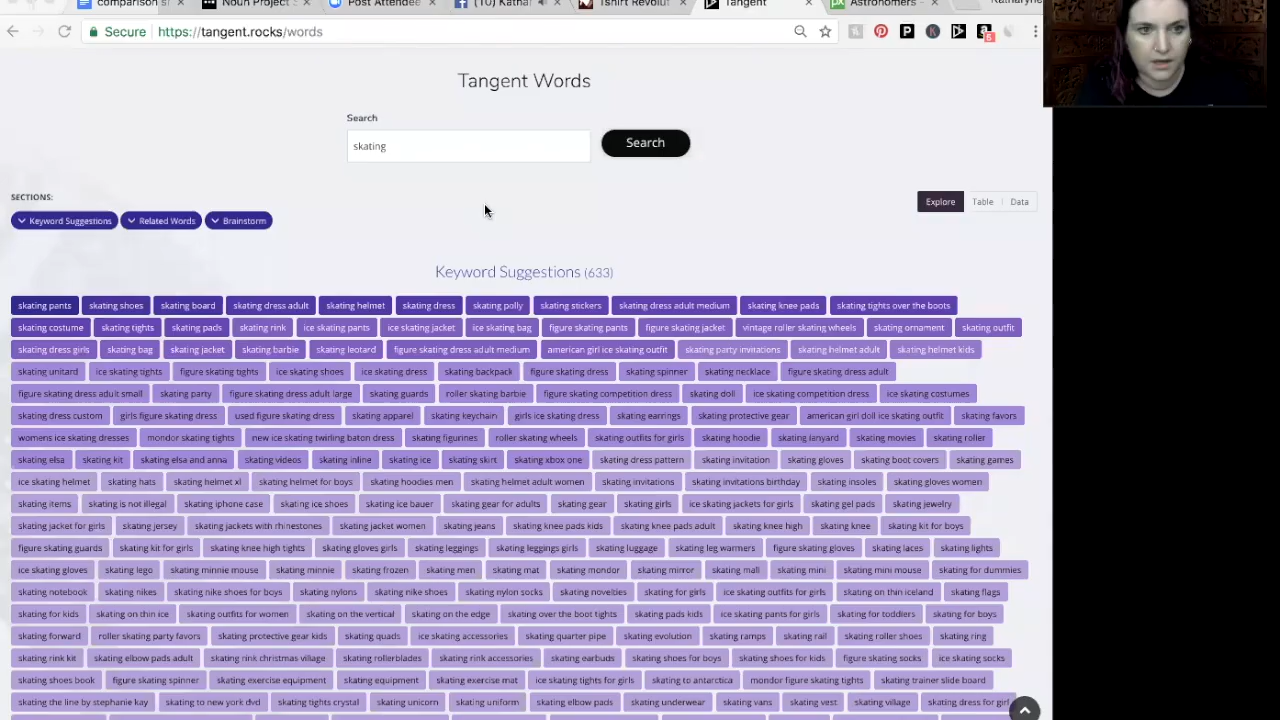 comparison s
Noun Project
Post Attendee
(10) Kathar
Tshirt Revolut
Tangent
Astronomers –
Secure https://tangent.rocks/words
Tangent Words
Search
skating Search
SECTIONS:
Explore Table Data
Keyword Suggestions Related Words Brainstorm
Keyword Suggestions (633)
skating pants skating shoes skating board skating dress adult skating helmet skating dress skating polly skating stickers skating dress adult medium skating knee pads skating tights over the boots
skating costume skating tights skating pads skating rink ice skating pants ice skating jacket ice skating bag figure skating pants figure skating jacket vintage roller skating wheels skating ornament skating outfit
skating dress girls skating bag skating jacket skating barbie skating leotard figure skating dress adult medium american girl ice skating outfit skating party invitations skating helmet adult skating helmet kids
skating unitard ice skating tights figure skating tights ice skating shoes ice skating dress skating backpack figure skating dress skating spinner skating necklace figure skating dress adult
figure skating dress adult small skating party figure skating dress adult large skating guards roller skating barbie figure skating competition dress skating doll ice skating competition dress ice skating costumes
skating dress custom girls figure skating dress used figure skating dress skating apparel skating keychain girls ice skating dress skating earrings skating protective gear american girl doll ice skating outfit skating favors
womens ice skating dresses mondor skating tights new ice skating twirling baton dress skating figurines roller skating wheels skating outfits for girls skating hoodie skating lanyard skating movies skating roller
skating elsa skating kit skating elsa and anna skating videos skating inline skating ice skating skirt skating xbox one skating dress pattern skating invitation skating gloves skating boot covers skating games
ice skating helmet skating hats skating helmet xl skating helmet for boys skating hoodies men skating helmet adult women skating invitations skating invitations birthday skating insoles skating gloves women
skating items skating is not illegal skating iphone case skating ice shoes skating ice bauer skating gear for adults skating gear skating girls ice skating jackets for girls skating gel pads skating jewelry
skating jacket for girls skating jersey skating jackets with rhinestones skating jacket women skating jeans skating knee pads kids skating knee pads adult skating knee high skating knee skating kit for boys
figure skating guards skating kit for girls skating knee high tights skating gloves girls skating leggings skating leggings girls skating luggage skating leg warmers figure skating gloves skating laces skating lights
ice skating gloves skating lego skating minnie mouse skating minnie skating frozen skating men skating mat skating mondor skating mirror skating mall skating mini skating mini mouse skating for dummies
skating notebook skating nikes skating nike shoes for boys skating nylons skating nike shoes skating nylon socks skating novelties skating for girls ice skating outfits for girls skating on thin iceland skating flags
skating for kids skating on thin ice skating outfits for women skating on the vertical skating on the edge skating over the boot tights skating pads kids ice skating pants for girls skating for toddlers skating for boys
skating forward roller skating party favors skating protective gear kids skating quads ice skating accessories skating quarter pipe skating evolution skating ramps skating rail skating roller shoes skating ring
skating rink kit skating elbow pads adult skating rink christmas village skating rollerblades skating rink accessories skating earbuds skating shoes for boys skating shoes for kids figure skating socks ice skating socks
skating shoes book figure skating spinner skating exercise equipment skating equipment skating exercise mat ice skating tights for girls skating to antarctica mondor figure skating tights skating trainer slide board
skating the line by stephanie kay skating to new york dvd skating tights crystal skating unicorn skating uniform skating elbow pads skating underwear skating vans skating vest skating village skating dress for girl